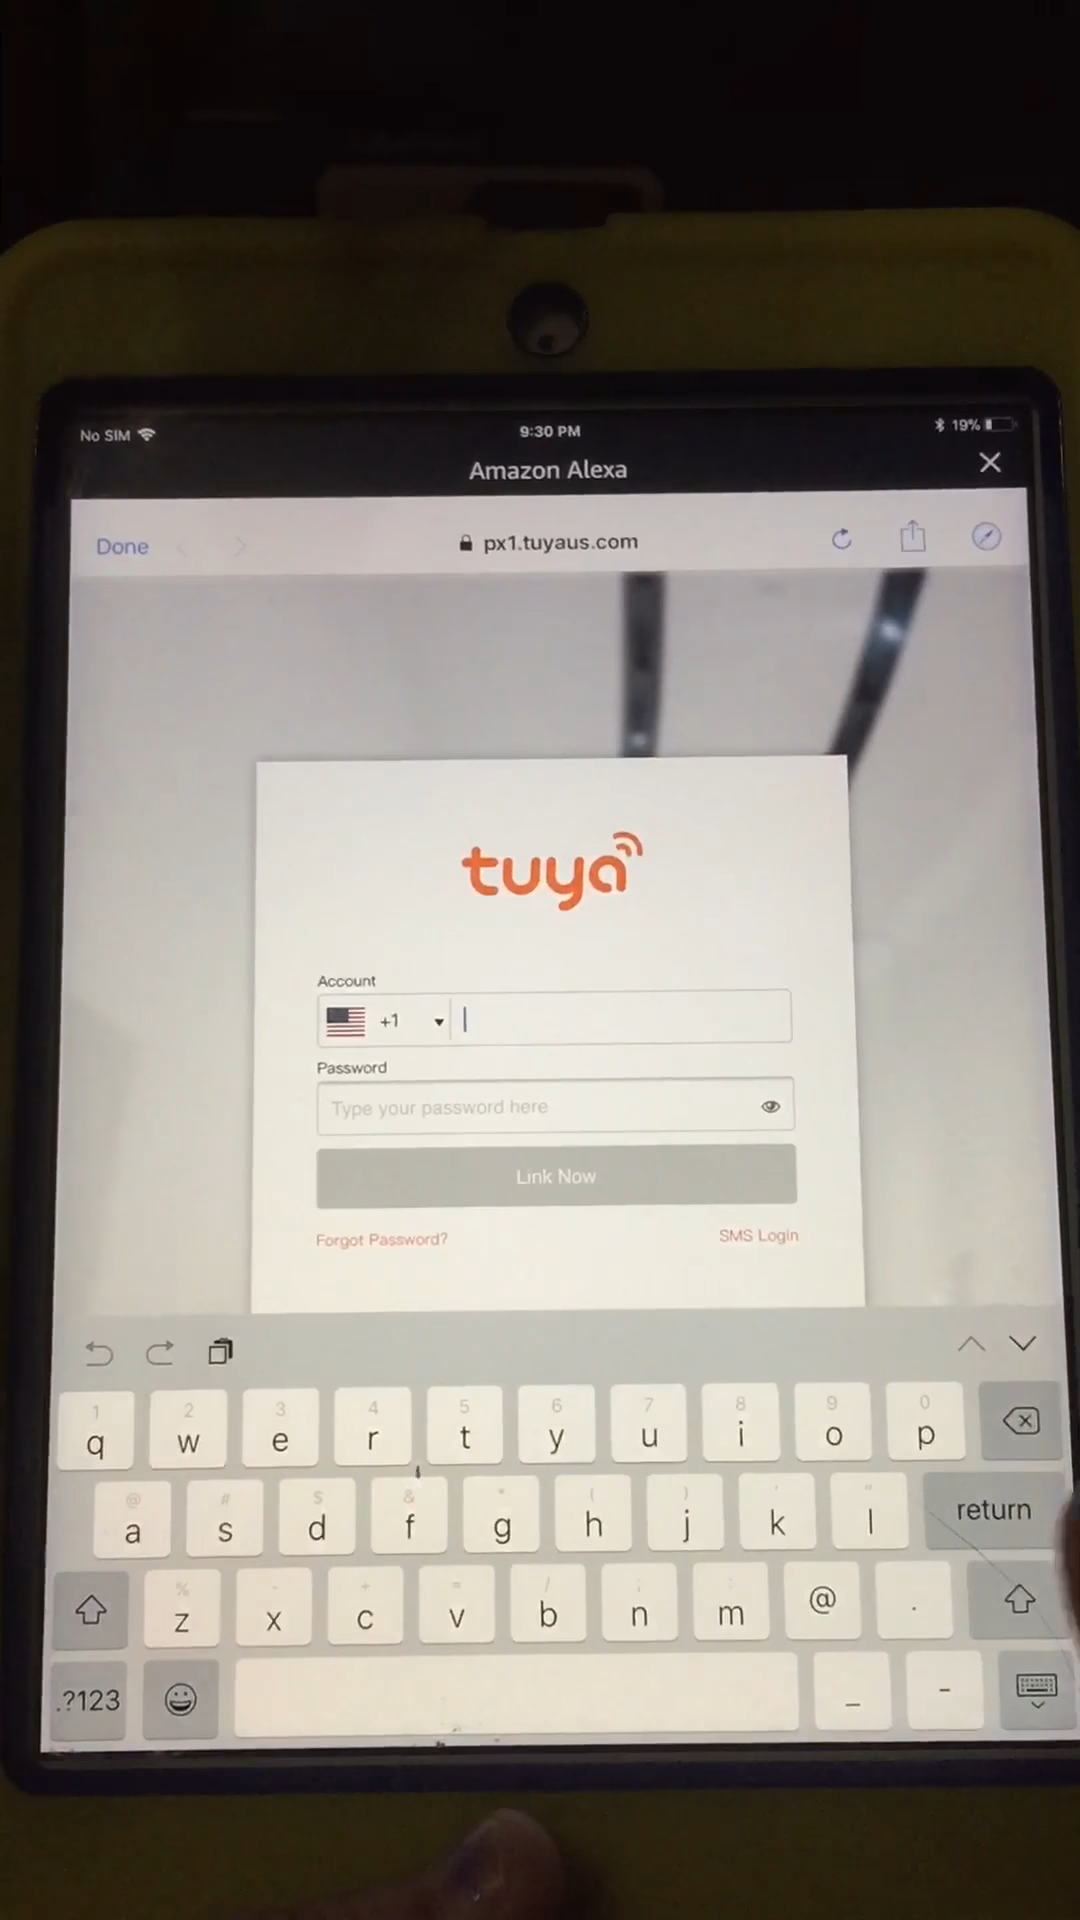 No SIM 9:30 PM 19%
Amazon Alexa
Done px1.tuyaus.com
tuya
Account
+1
Password
Type your password here
Link Now
Forgot Password? SMS Login
1 2 3 4 5 6 7 8 9 0
q w e r t y u i o p
@ # $ & * ( ) ' "
a s d f g h j k l return
% - + = / ; :
z x c v b n m @ .
.?123 _ -